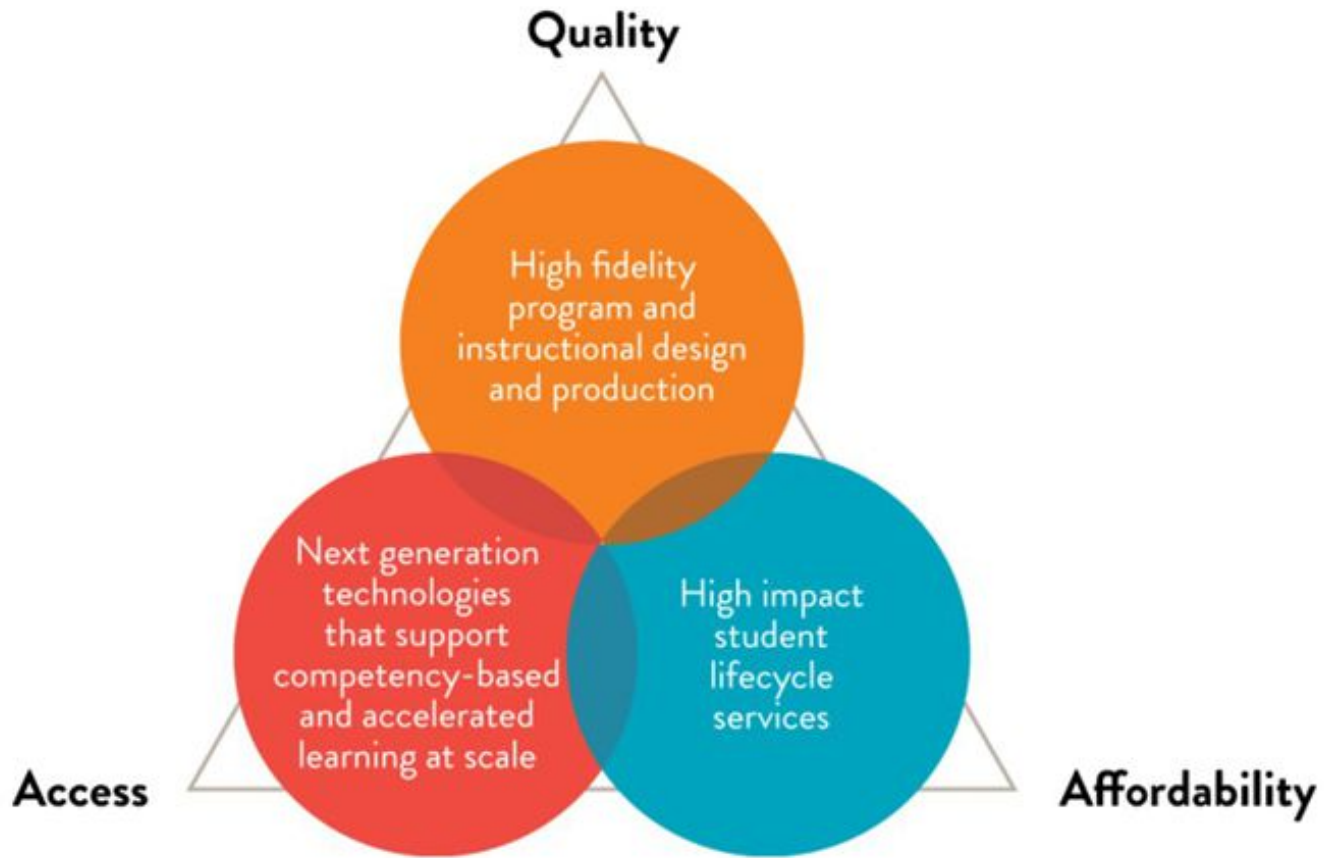 Quality
High fidelity
program and
instructional design
and production
Next generation
technologies
that support
competency-based
and accelerated
learning at scale
High impact
student
lifecycle
services
Access
Affordability